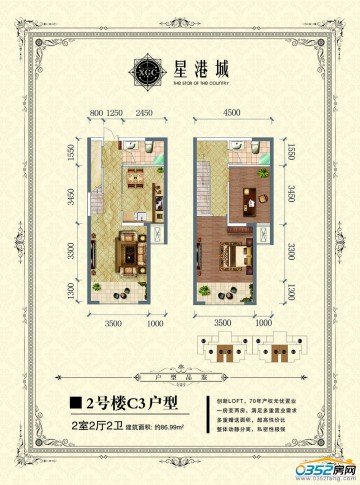 XGC
星港城
THE STAR OF THE COUNTRY
800 1250 2450
4500
1550
3450
3300
1300
1550
3450
3300
1300
3500 1000
3500 1000
户型品鉴
■ 2号楼C3户型
2室2厅2卫 建筑面积: 约86.99m²
创新LOFT，70年产权无忧置业
一房变两房，满足多重置业需求
多重赠送面积，超高性价比
整体动静分离，私密性极强
0352房网
www.0352fang.com